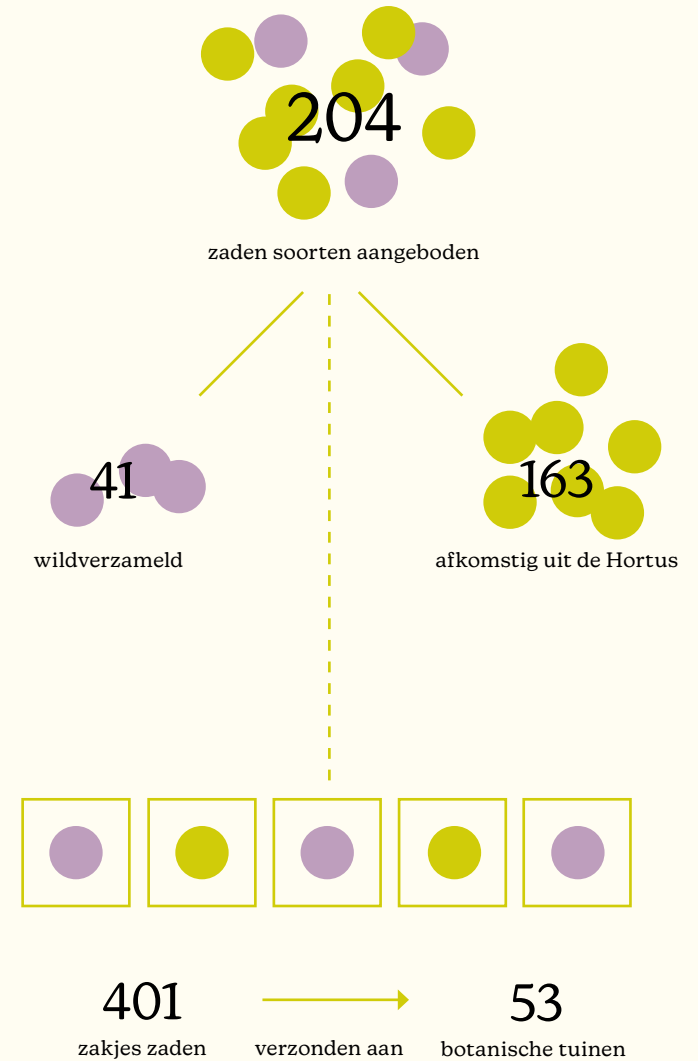 204
zaden soorten aangeboden
41
wildverzameld
163
afkomstig uit de Hortus
401
zakjes zaden
verzonden aan
53
botanische tuinen